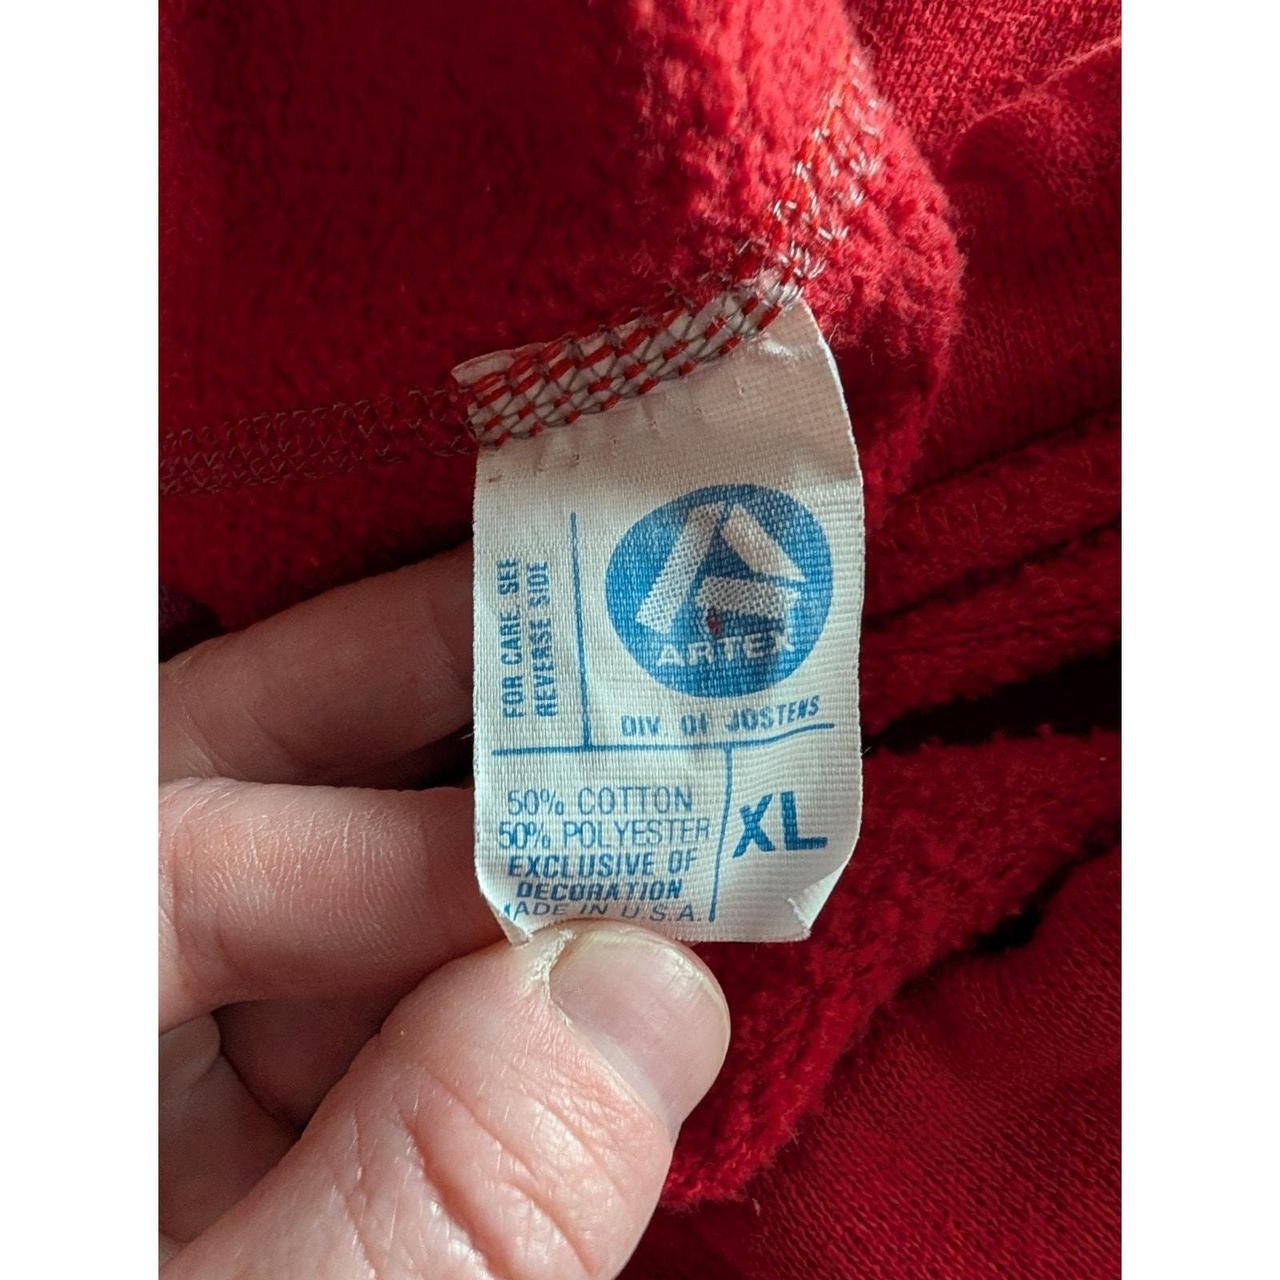 ARTEX
DIV. OF JOSTENS
FOR CARE SEE
REVERSE SIDE
50% COTTON
50% POLYESTER
EXCLUSIVE OF
DECORATION
MADE IN U.S.A.
XL